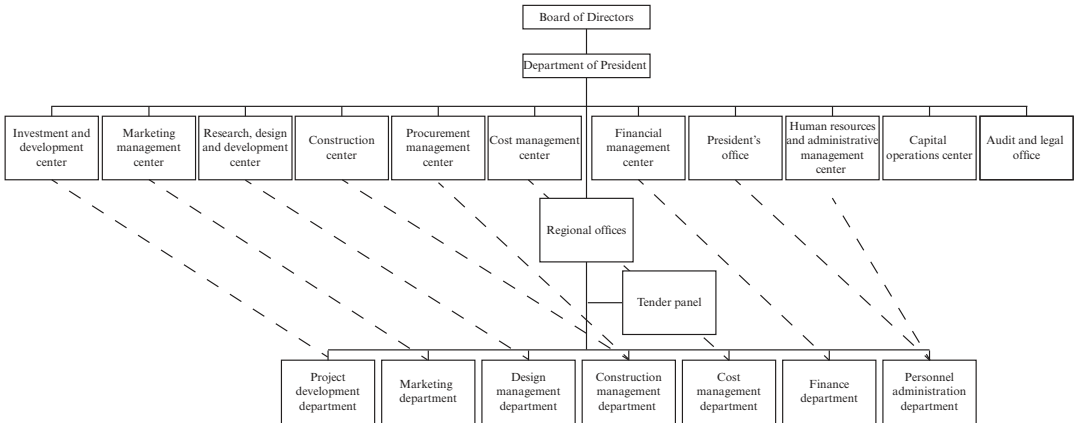 Board of Directors
Department of President
Investment and
development
center
Marketing
management
center
Research, design
and development
center
Construction
center
Procurement
management
center
Cost management
center
Financial
management
center
President's
office
Human resources
and administrative
management
center
Capital
operations center
Audit and legal
office
Regional offices
Tender panel
Project
development
department
Marketing
department
Design
management
department
Construction
management
department
Cost
management
department
Finance
department
Personnel
administration
department